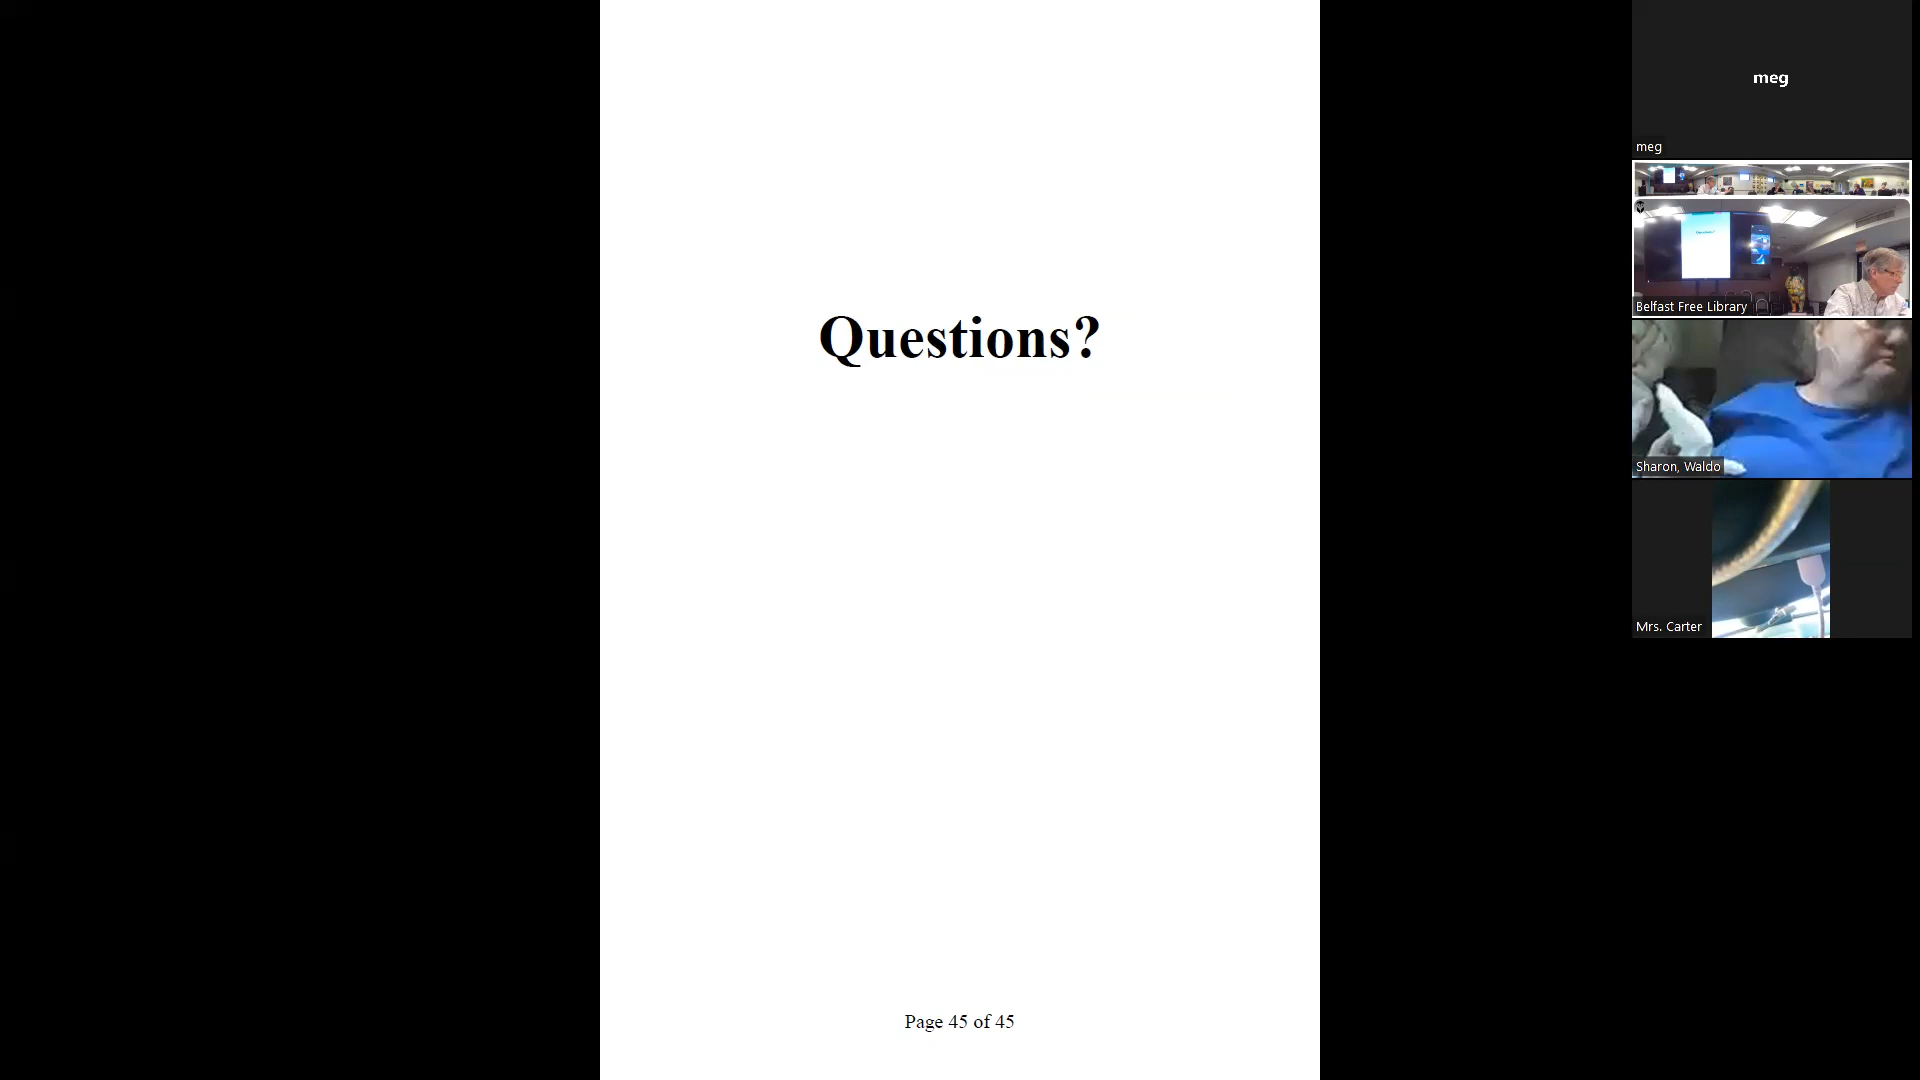 Questions?
Page 45 of 45
meg
meg
Belfast Free Library
Sharon, Waldo
Mrs. Carter